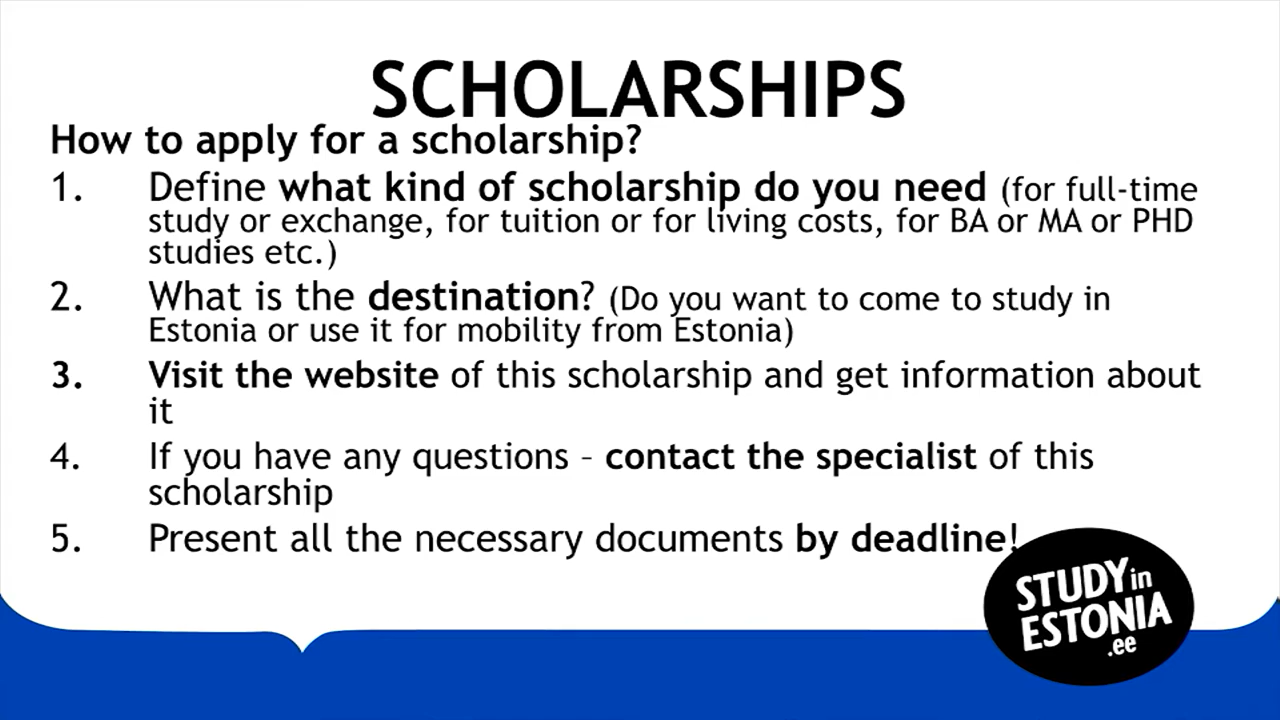 SCHOLARSHIPS
How to apply for a scholarship?
1. Define what kind of scholarship do you need (for full-time
study or exchange, for tuition or for living costs, for BA or MA or PHD
studies etc.)
2. What is the destination? (Do you want to come to study in
Estonia or use it for mobility from Estonia)
3. Visit the website of this scholarship and get information about
it
4. If you have any questions – contact the specialist of this
scholarship
5. Present all the necessary documents by deadline!
STUDY in
ESTONIA
.ee